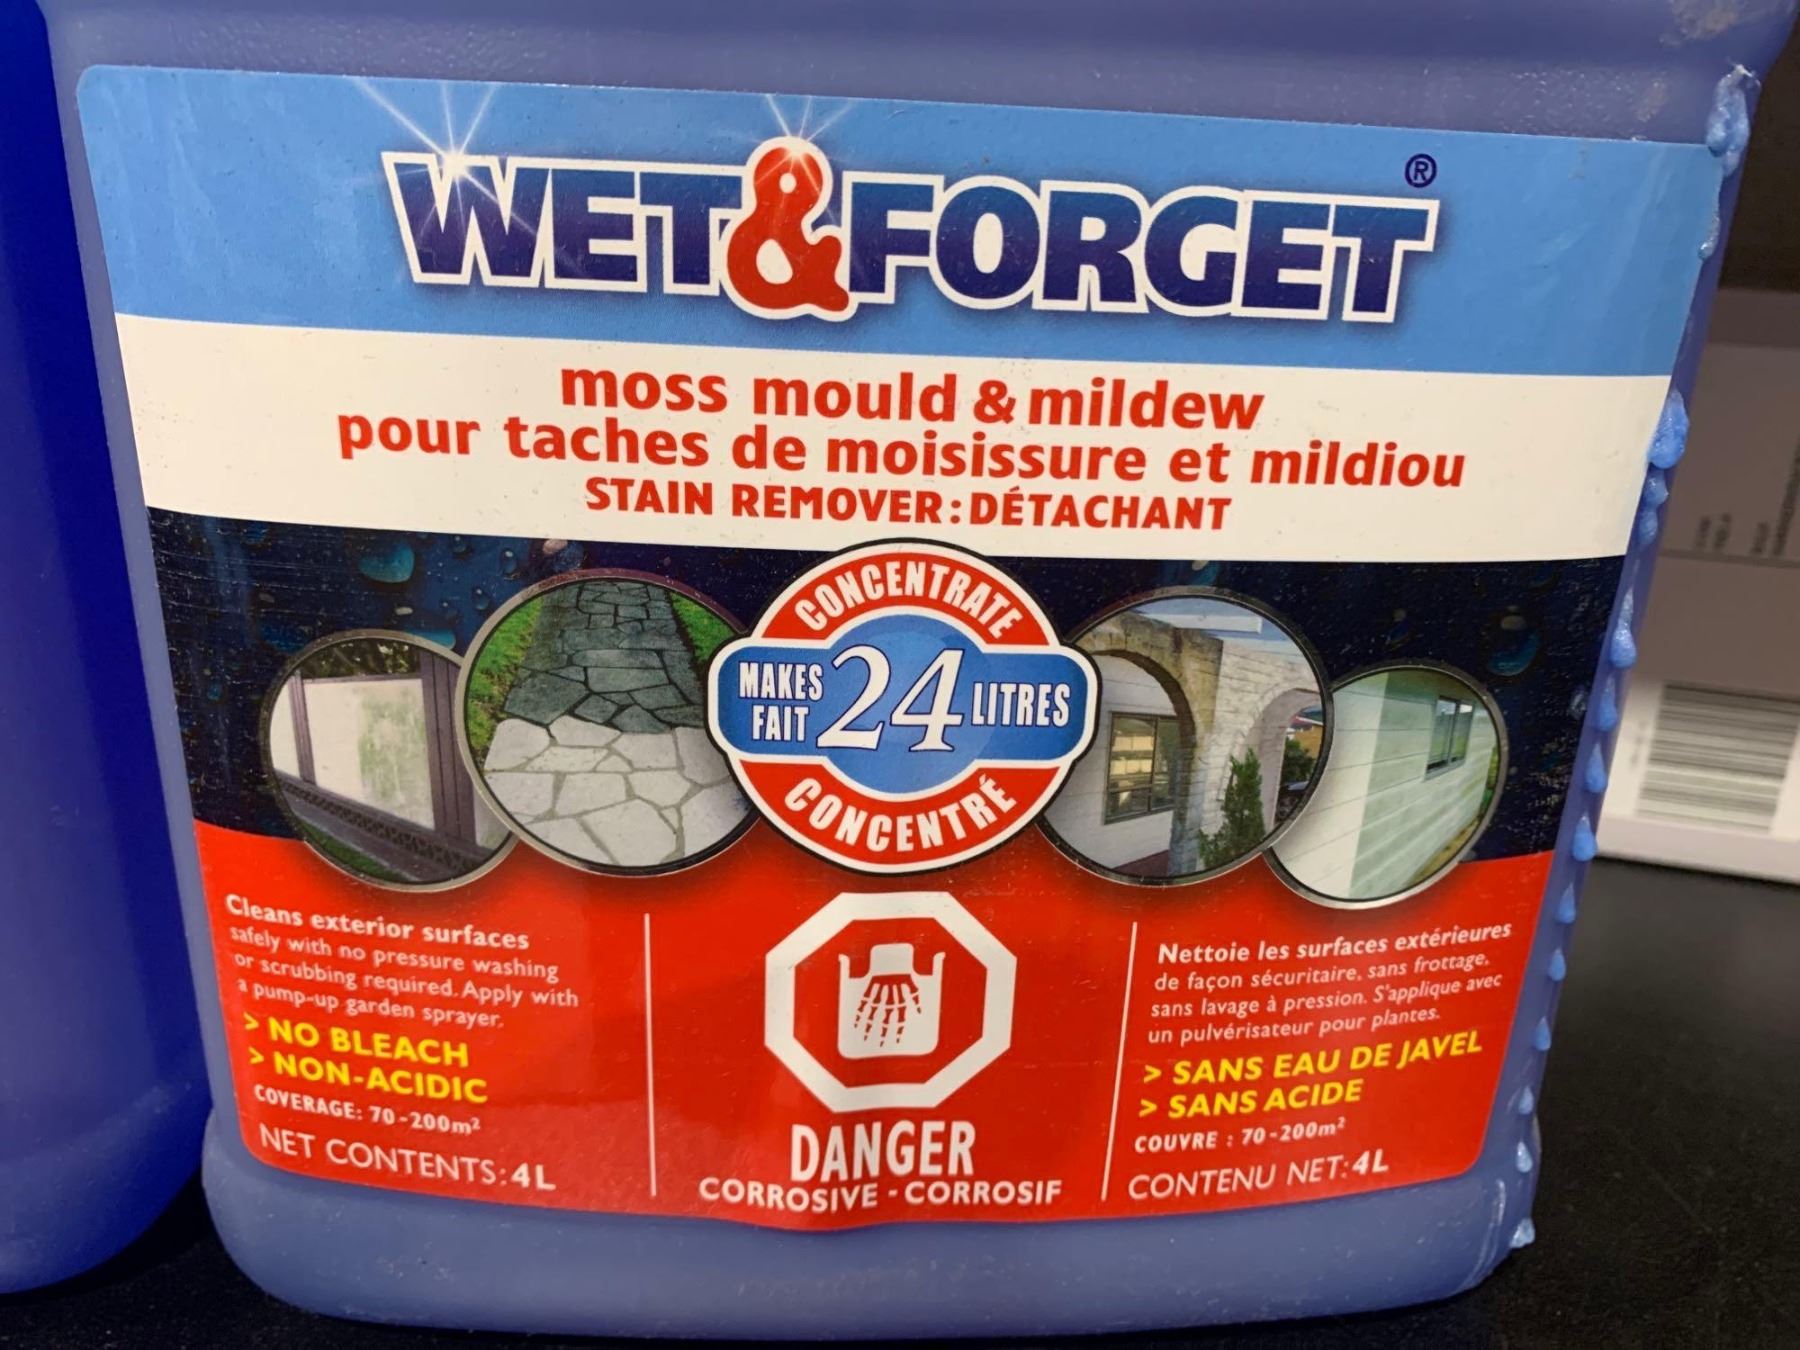 WET&FORGET®
moss mould & mildew
pour taches de moisissure et mildiou
STAIN REMOVER: DÉTACHANT
CONCENTRATE
MAKES
FAIT
24 LITRES
CONCENTRÉ
Cleans exterior surfaces
safely with no pressure washing
or scrubbing required. Apply with
a pump-up garden sprayer.
> NO BLEACH
> NON-ACIDIC
COVERAGE: 70-200m²
NET CONTENTS: 4L
DANGER
CORROSIVE - CORROSIF
Nettoie les surfaces extérieures
de façon sécuritaire, sans frottage,
sans lavage à pression. S'applique avec
un pulvérisateur pour plantes.
> SANS EAU DE JAVEL
> SANS ACIDE
COUVRE : 70-200m²
CONTENU NET: 4L